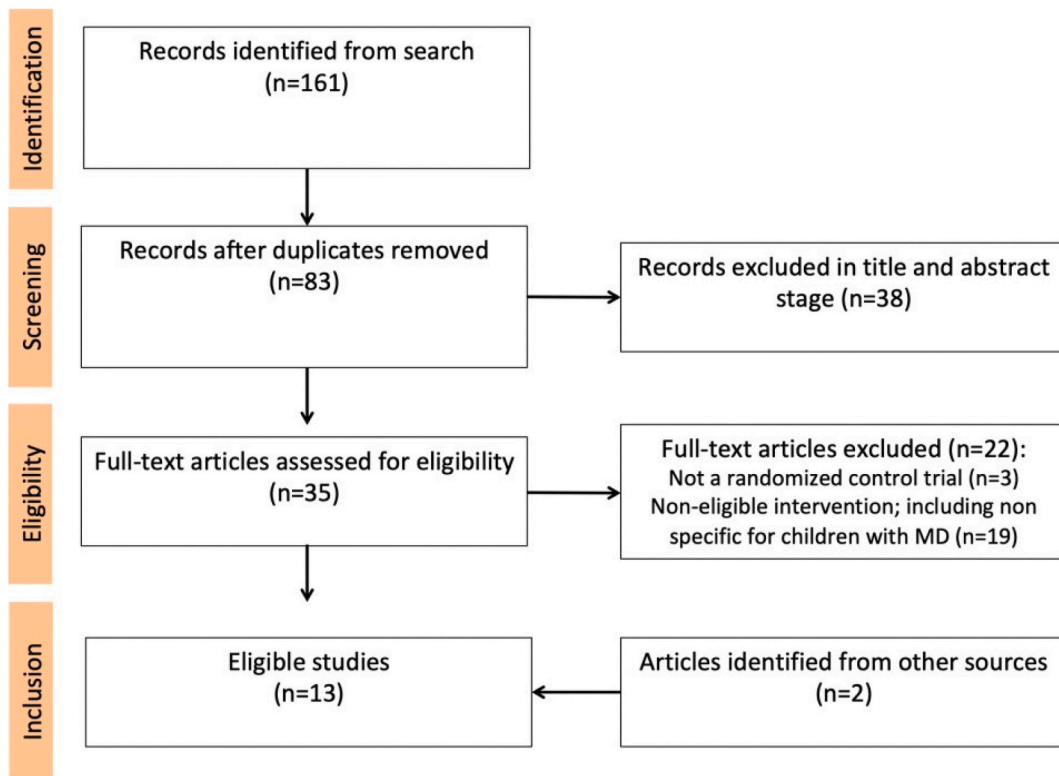 Identification
Records identified from search
(n=161)
Screening
Records after duplicates removed
(n=83)
Records excluded in title and abstract
stage (n=38)
Eligibility
Full-text articles assessed for eligibility
(n=35)
Full-text articles excluded (n=22):
Not a randomized control trial (n=3)
Non-eligible intervention; including non
specific for children with MD (n=19)
Inclusion
Eligible studies
(n=13)
Articles identified from other sources
(n=2)